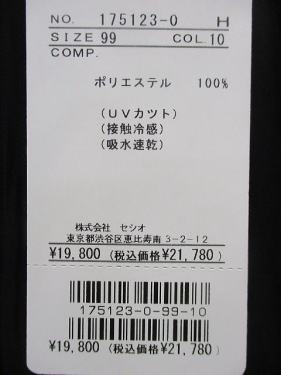 NO. 175123-0 H
SIZE 99 COL.10
COMP.
ポリエステル 100%
(UVカツト)
(接触冷感)
(吸水速乾)
株式会社 セシオ
東京都渋谷区恵比寿南3-2-12
¥19,800 (税込価格¥21,780)
175123-0-99-10
¥19,800 (税込価格¥21,780)